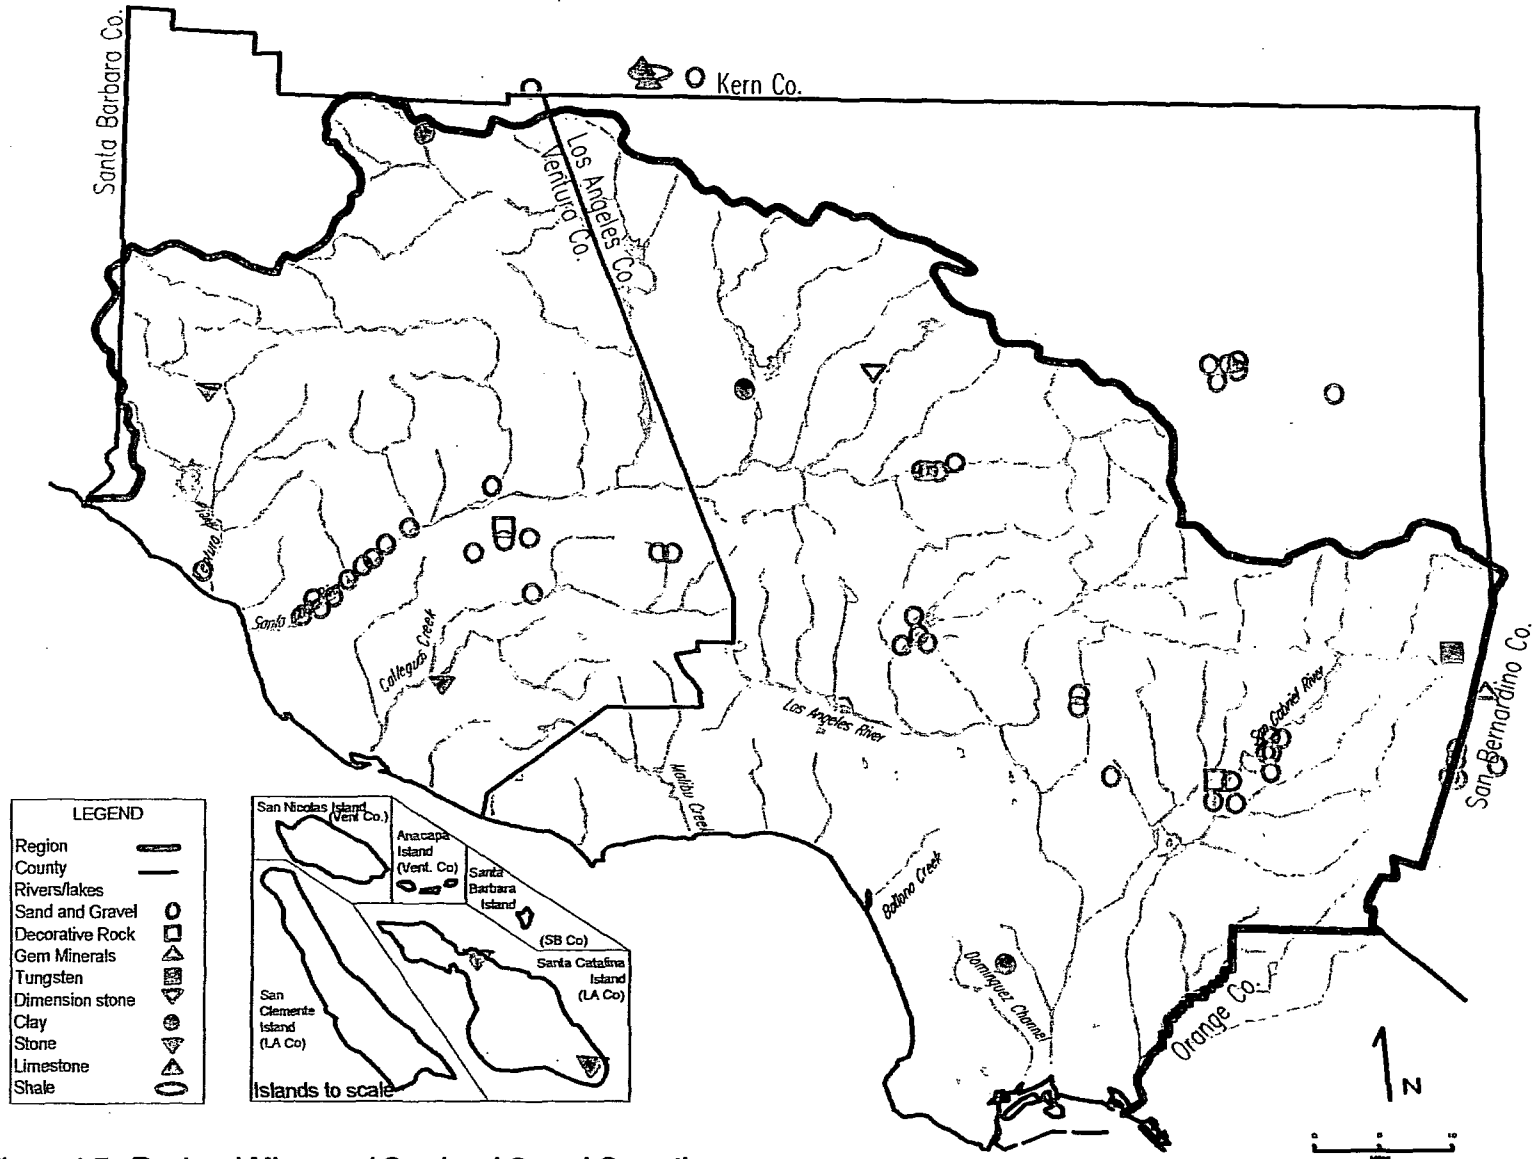 Santa Barbara Co.
Kern Co.
Los Angeles Co.
Ventura Co.
Santa
Calleguas Creek
Los Angeles River
Malibu Creek
San Gabriel River
San Bernardino Co.
Ballona Creek
Dominguez Channel
Orange Co.
N
LEGEND
Region
County
Rivers/lakes
Sand and Gravel
Decorative Rock
Gem Minerals
Tungsten
Dimension stone
Clay
Stone
Limestone
Shale
San Nicolas Island
(Vent Co.)
Anacapa
Island
(Vent. Co)
Santa
Barbara
Island
(SB Co)
Santa Catalina
Island
(LA Co)
San
Clemente
Island
(LA Co)
Islands to scale